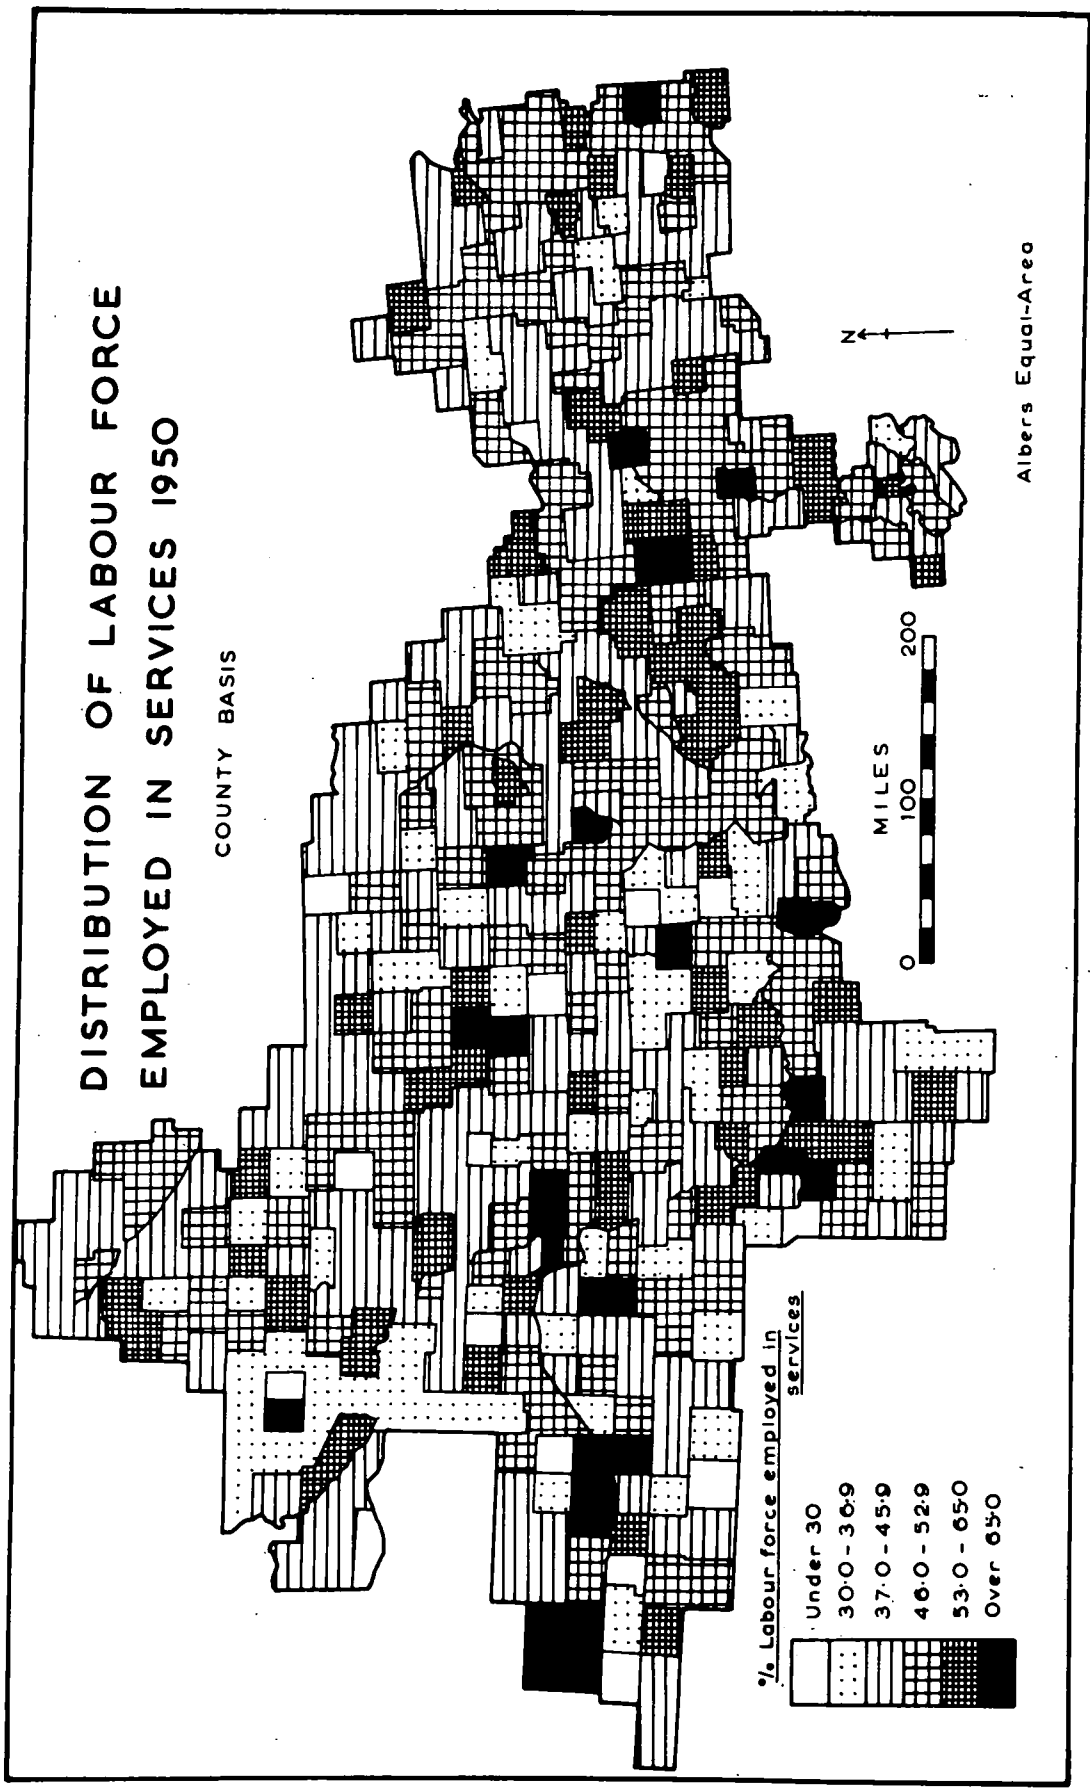 DISTRIBUTION OF LABOUR FORCE
EMPLOYED IN SERVICES 1950
COUNTY BASIS
N
Albers Equal-Area
MILES
0 100 200
% Labour force employed in
services
Under 30
30·0-36·9
37·0-45·9
46·0-52·9
53·0-65·0
Over 65·0